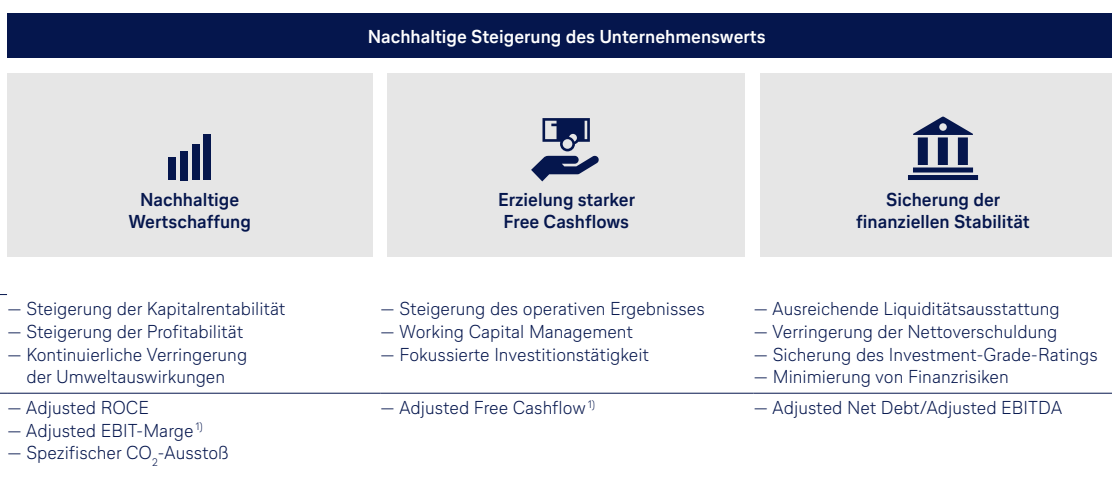 Nachhaltige Steigerung des Unternehmenswerts
Nachhaltige
Wertschaffung
Erzielung starker
Free Cashflows
Sicherung der
finanziellen Stabilität
— Steigerung der Kapitalrentabilität
— Steigerung der Profitabilität
— Kontinuierliche Verringerung
der Umweltauswirkungen
— Steigerung des operativen Ergebnisses
— Working Capital Management
— Fokussierte Investitionstätigkeit
— Ausreichende Liquiditätsausstattung
— Verringerung der Nettoverschuldung
— Sicherung des Investment-Grade-Ratings
— Minimierung von Finanzrisiken
— Adjusted ROCE
— Adjusted EBIT-Marge 1)
— Spezifischer CO2-Ausstoß
— Adjusted Free Cashflow 1)
— Adjusted Net Debt/Adjusted EBITDA